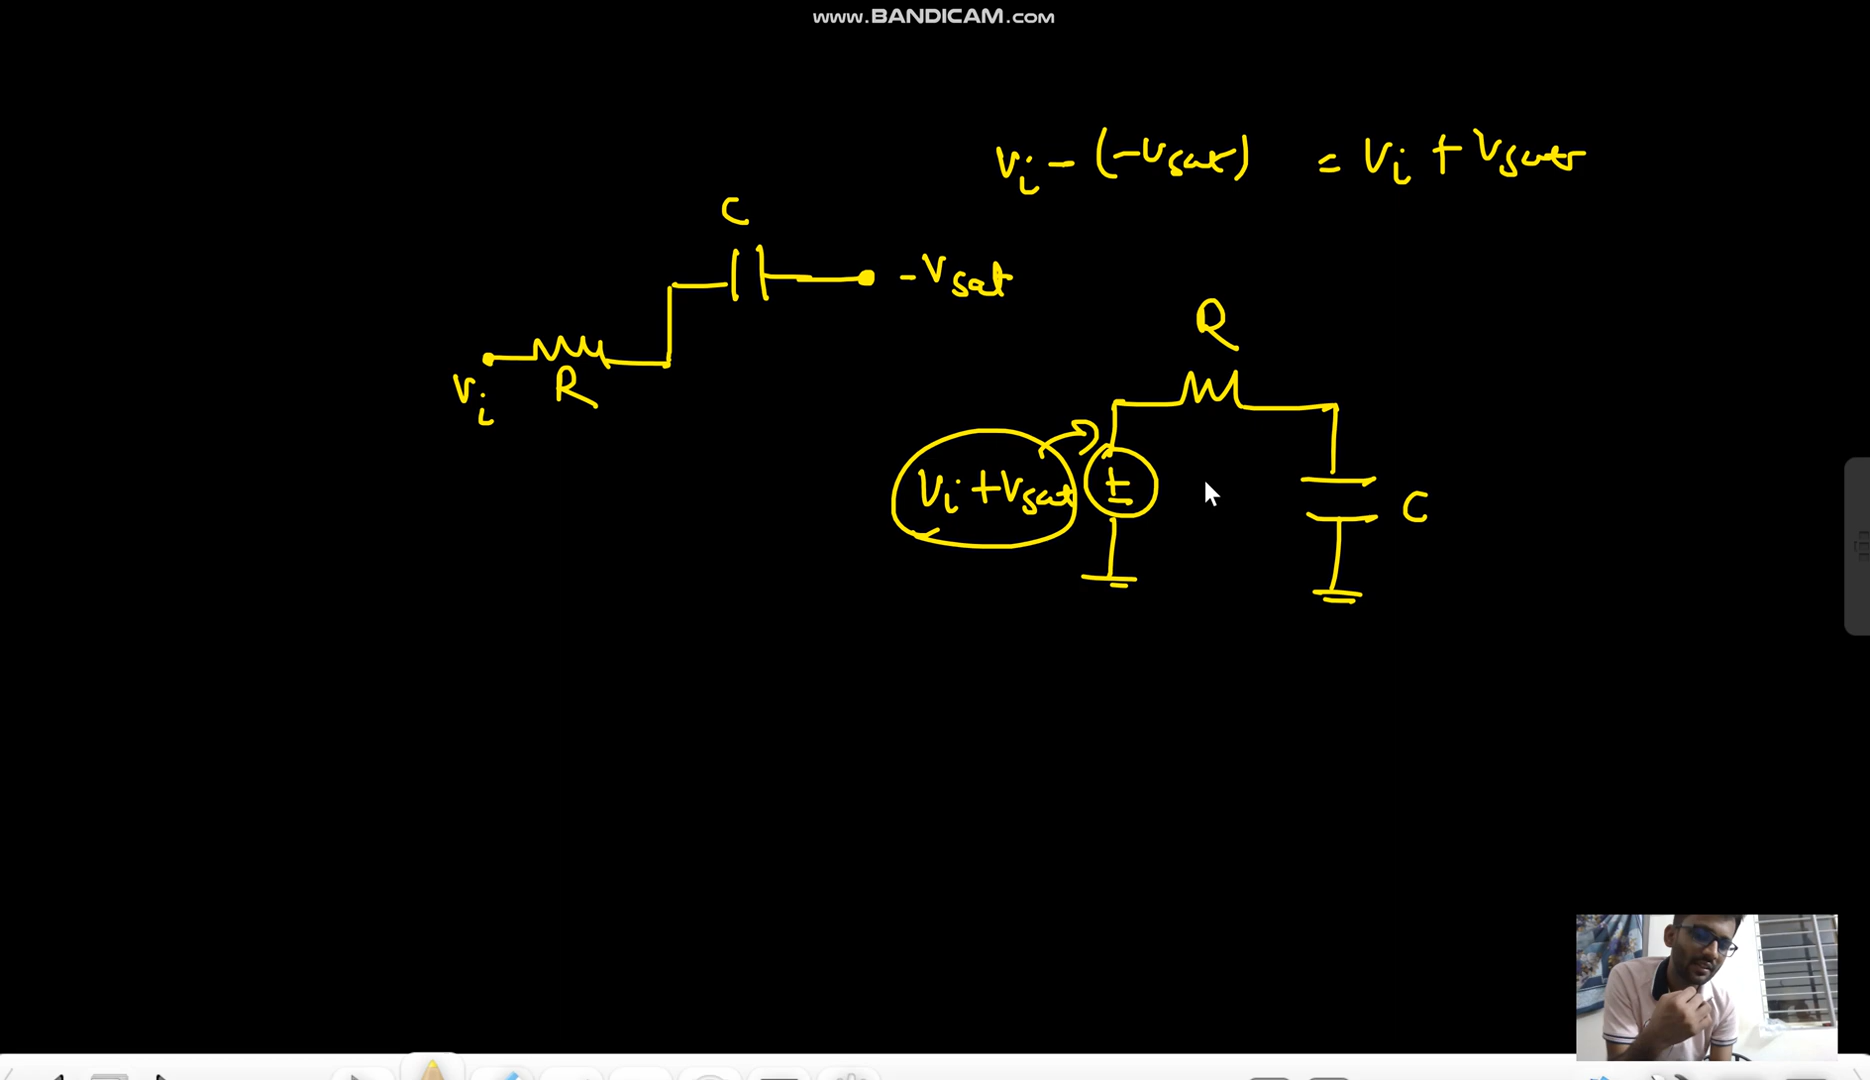 www.BANDICAM.com
Vi - (-Vsat) = Vi + Vsat
C
-Vsat
R
Vi
R
Vi + Vsat
±
C